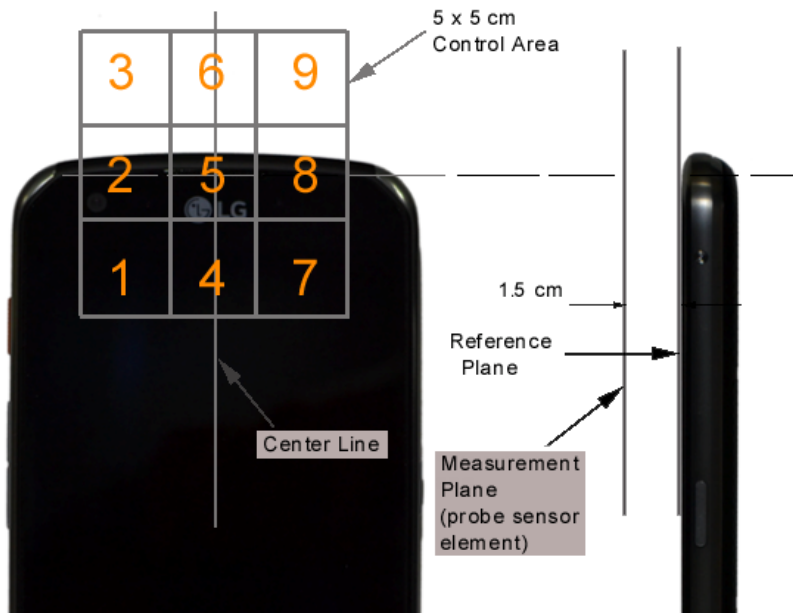 5 x 5 cm
Control Area
3 6 9
2 5 8
LG
1 4 7
1.5 cm
Reference
Plane
Center Line
Measurement
Plane
(probe sensor
element)